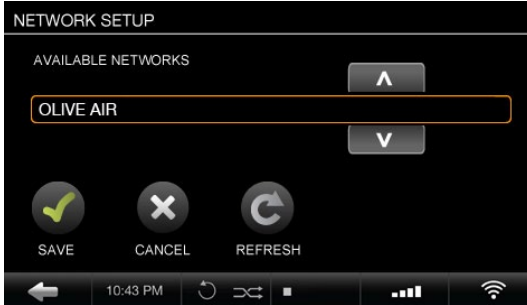 NETWORK SETUP
AVAILABLE NETWORKS
OLIVE AIR
SAVE
CANCEL
REFRESH
10:43 PM